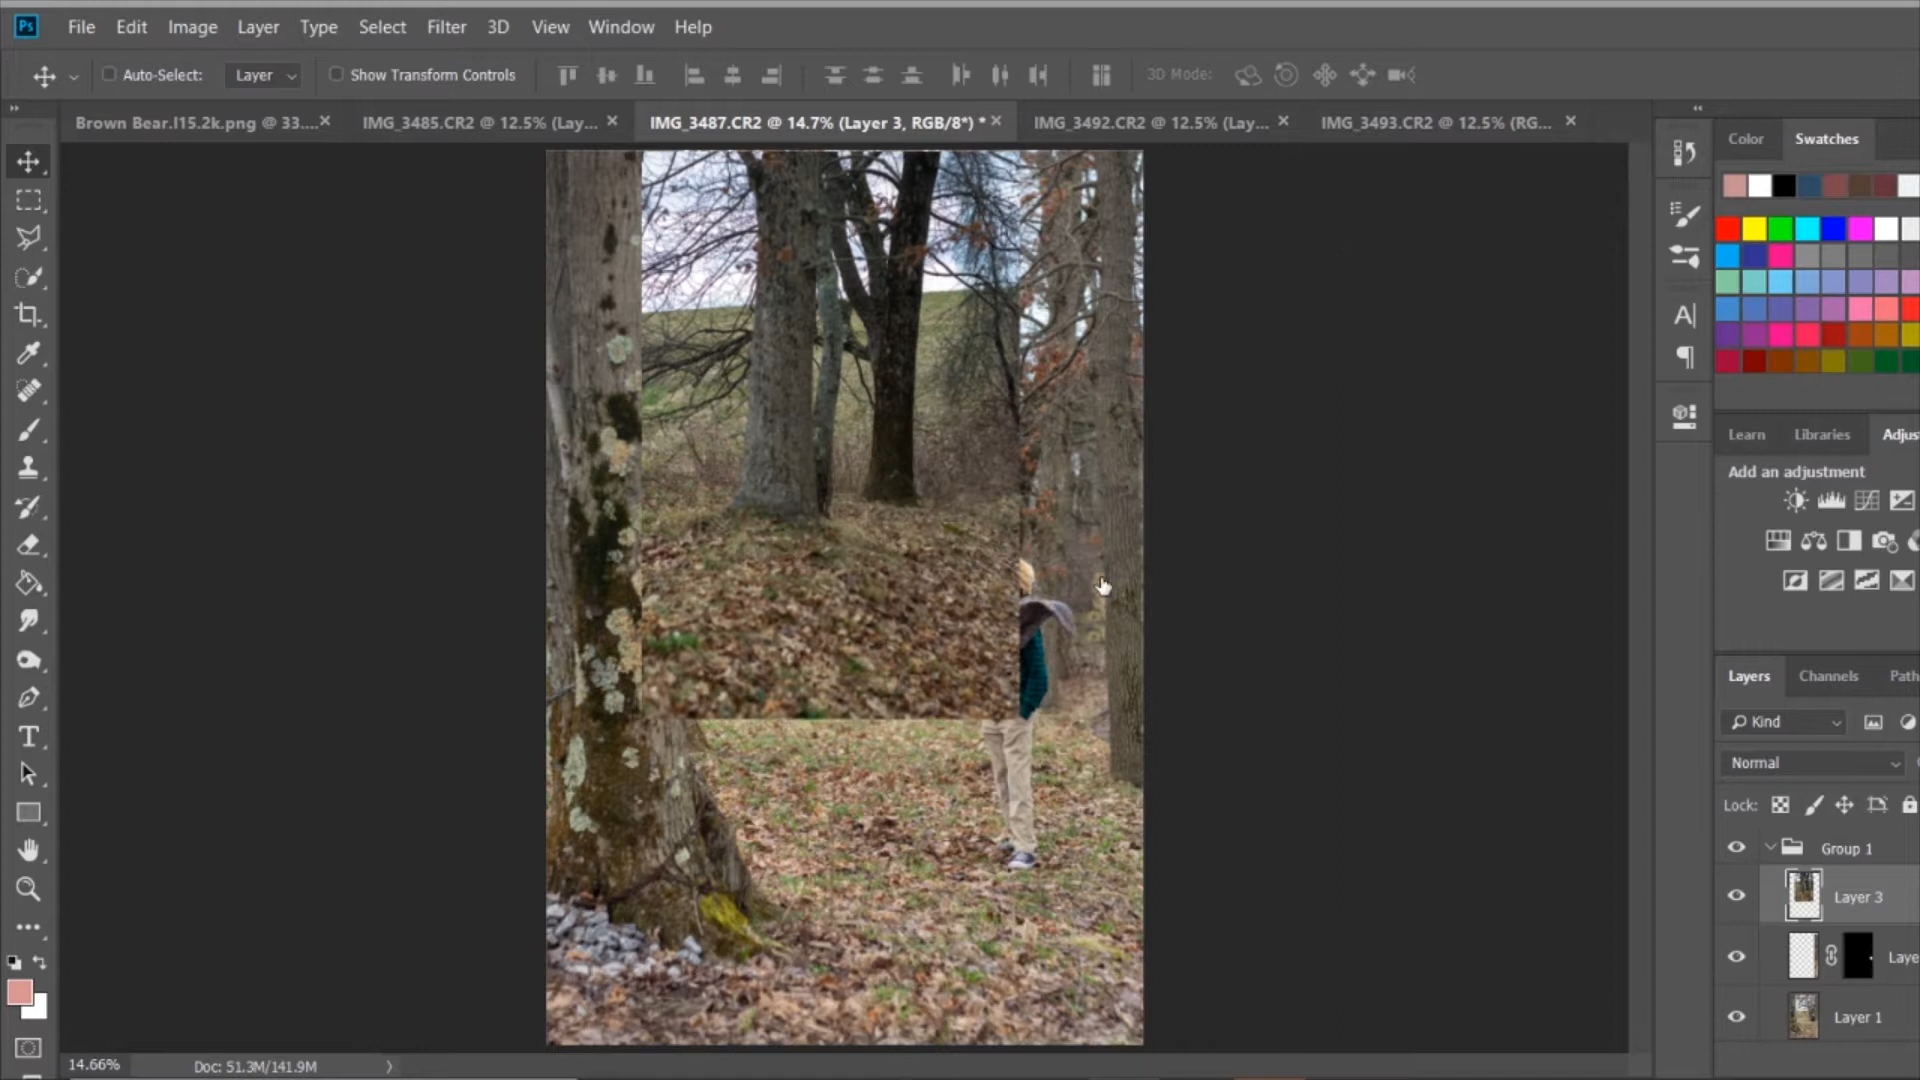 Ps File Edit Image Layer Type Select Filter 3D View Window Help
Auto-Select: Layer Show Transform Controls 3D Mode:
Brown Bear.l15.2k.png @ 33.... IMG_3485.CR2 @ 12.5% (Lay... IMG_3487.CR2 @ 14.7% (Layer 3, RGB/8*) * IMG_3492.CR2 @ 12.5% (Lay... IMG_3493.CR2 @ 12.5% (RG...
Color Swatches
Learn Libraries Adjus
Add an adjustment
Layers Channels Path
Kind
Normal
Lock:
Group 1
Layer 3
Laye
Layer 1
14.66% Doc: 51.3M/141.9M